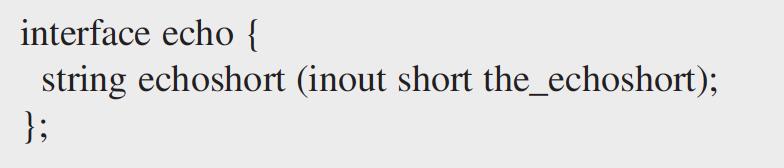 interface echo {
string echoshort (inout short the_echoshort);
};